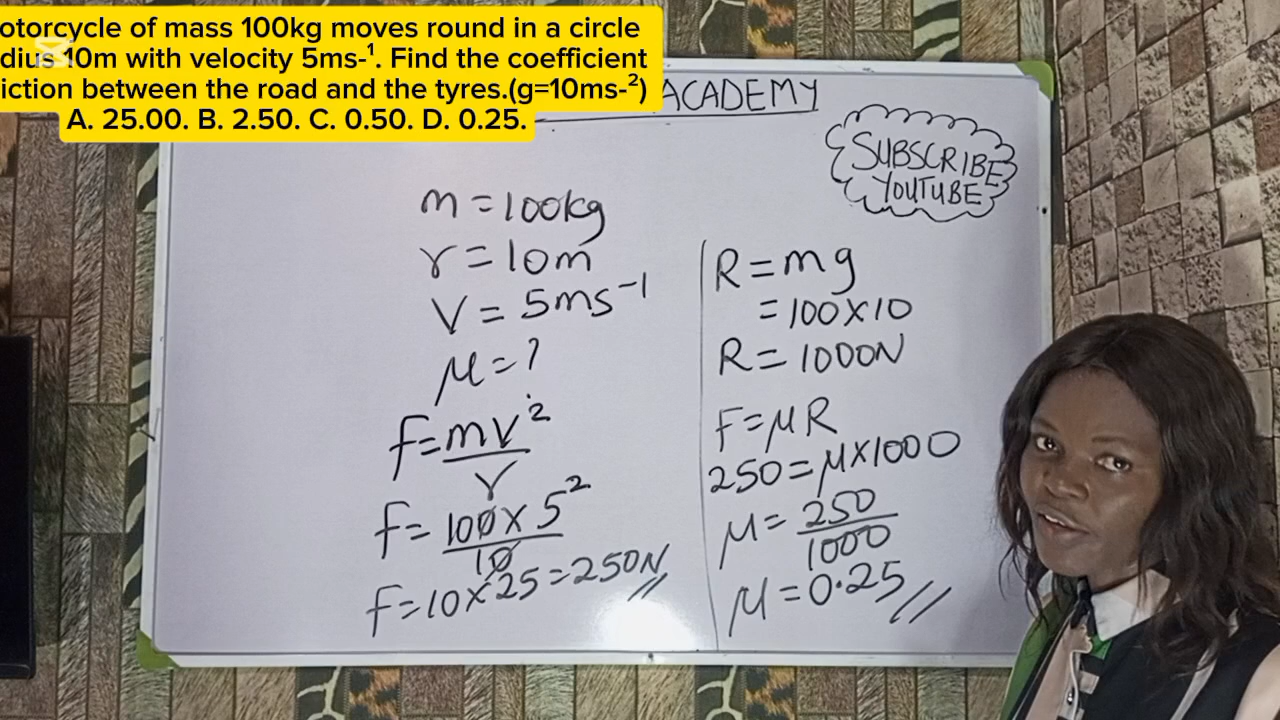 otorcycle of mass 100kg moves round in a circle
dius 10m with velocity 5ms-¹. Find the coefficient
iction between the road and the tyres.(g=10ms-²)
A. 25.00. B. 2.50. C. 0.50. D. 0.25.
ACADEMY
SUBSCRIBE
YOUTUBE
m = 100kg
r = 10m
V = 5ms⁻¹
μ = ?
f = mv²
r
f = 100 x 5²
10
f = 10 x 25 = 250N //
R = mg
= 100 x 10
R = 1000N
F = μR
250 = μ x 1000
μ = 250
1000
μ = 0.25 //